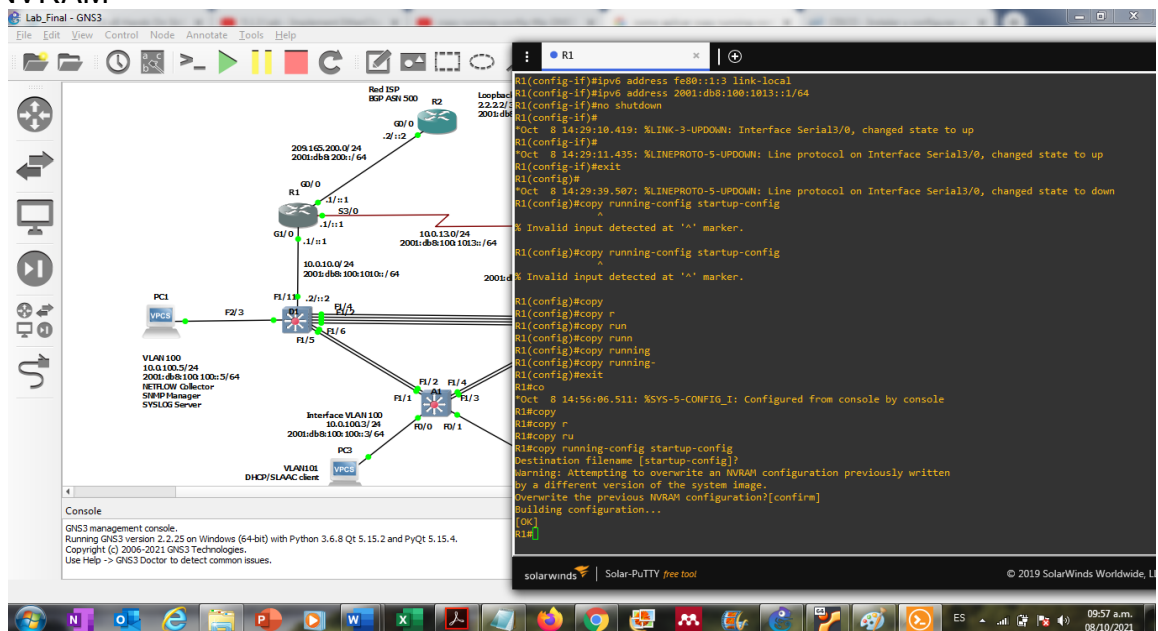 NVRAM
Lab_Final - GNS3
File Edit View Control Node Annotate Tools Help
Red ISP
BGP ASN 500
R2
Loopbac
2.2.2.2/3
2001:db8
G0/0
.2/::2
209.165.200.0/24
2001:db8:200::/64
G0/0
R1
.1/::1
S3/0
.1/::1
G1/0
.1/::1
10.0.13.0/24
2001:db8:100:1013::/64
10.0.10.0/24
2001:db8:100:1010::/64
2001:d
PC1
F1/11
.2/::2
F1/4
VPCS
F2/3
D1
F1/6
F1/5
VLAN 100
10.0.100.5/24
2001:db8:100:100::5/64
NETFLOW Collector
SNMP Manager
SYSLOG Server
F1/2
F1/4
F1/1
A1
F1/3
Interface VLAN 100
10.0.100.3/24
2001:db8:100:100::3/64
F0/0
F0/1
PC3
VLAN101
DHCP/SLAAC client
VPCS
Console
GNS3 management console.
Running GNS3 version 2.2.25 on Windows (64-bit) with Python 3.6.8 Qt 5.15.2 and PyQt 5.15.4.
Copyright (c) 2006-2021 GNS3 Technologies.
Use Help -> GNS3 Doctor to detect common issues.
R1
R1(config-if)#ipv6 address fe80::1:3 link-local
R1(config-if)#ipv6 address 2001:db8:100:1013::1/64
R1(config-if)#no shutdown
R1(config-if)#
*Oct  8 14:29:10.419: %LINK-3-UPDOWN: Interface Serial3/0, changed state to up
R1(config-if)#
*Oct  8 14:29:11.435: %LINEPROTO-5-UPDOWN: Line protocol on Interface Serial3/0, changed state to up
R1(config-if)#exit
R1(config)#
*Oct  8 14:29:39.507: %LINEPROTO-5-UPDOWN: Line protocol on Interface Serial3/0, changed state to down
R1(config)#copy running-config startup-config
^
% Invalid input detected at '^' marker.
R1(config)#copy running-config startup-config
^
% Invalid input detected at '^' marker.
R1(config)#copy
R1(config)#copy r
R1(config)#copy run
R1(config)#copy runn
R1(config)#copy running
R1(config)#copy running-
R1(config)#exit
R1#co
*Oct  8 14:56:06.511: %SYS-5-CONFIG_I: Configured from console by console
R1#copy
R1#copy r
R1#copy ru
R1#copy running-config startup-config
Destination filename [startup-config]?
Warning: Attempting to overwrite an NVRAM configuration previously written
by a different version of the system image.
Overwrite the previous NVRAM configuration?[confirm]
Building configuration...
[OK]
R1#
solarwinds Solar-PuTTY free tool
© 2019 SolarWinds Worldwide, LL
ES
09:57 a.m.
08/10/2021